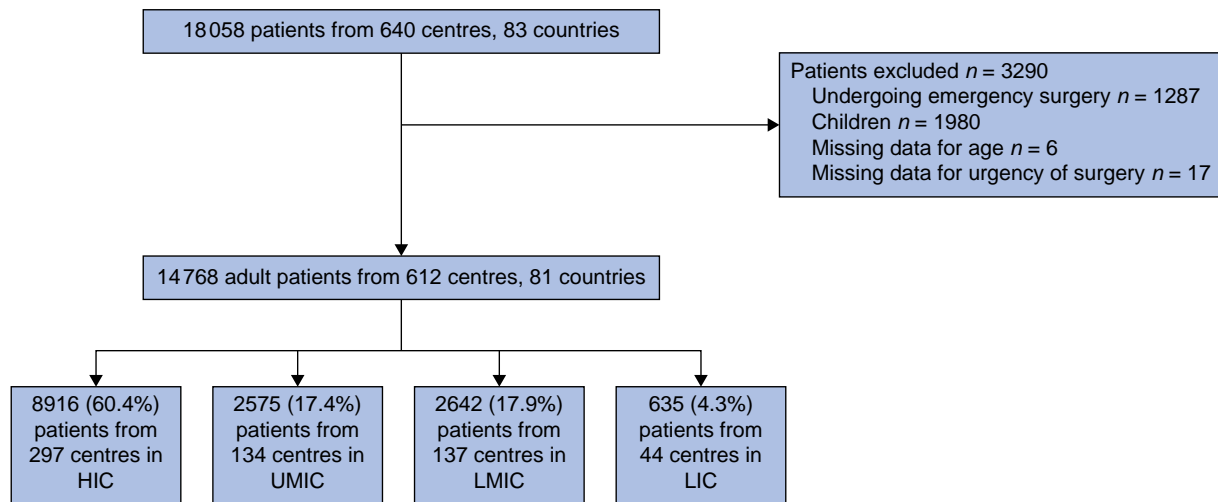 18 058 patients from 640 centres, 83 countries
Patients excluded n = 3290
Undergoing emergency surgery n = 1287
Children n = 1980
Missing data for age n = 6
Missing data for urgency of surgery n = 17
14 768 adult patients from 612 centres, 81 countries
8916 (60.4%)
patients from
297 centres in
HIC
2575 (17.4%)
patients from
134 centres in
UMIC
2642 (17.9%)
patients from
137 centres in
LMIC
635 (4.3%)
patients from
44 centres in
LIC